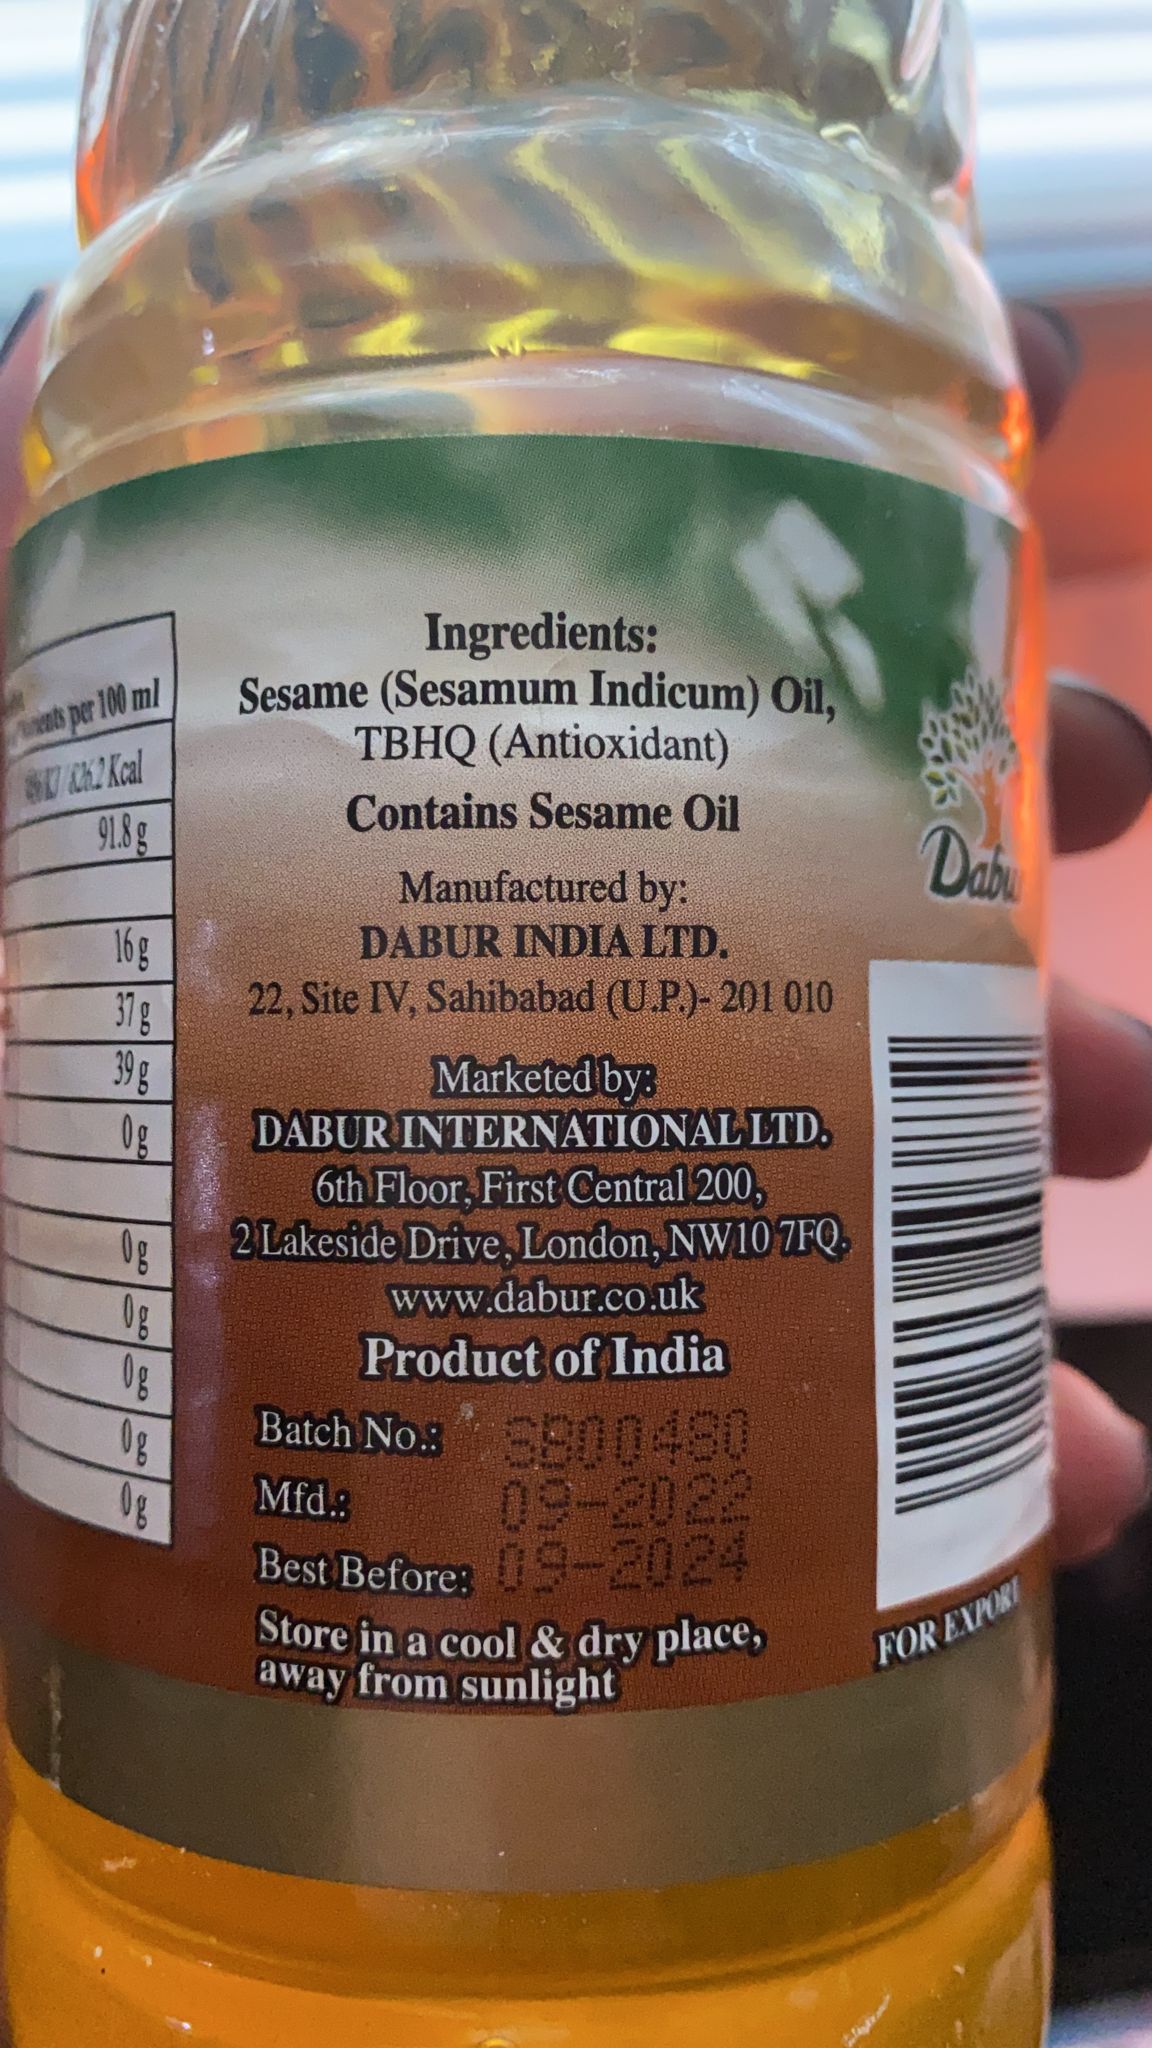 per 100 ml
826.2 Kcal
91.8 g
16 g
37 g
39 g
0 g
0 g
0 g
0 g
0 g
0 g
Ingredients:
Sesame (Sesamum Indicum) Oil,
TBHQ (Antioxidant)
Contains Sesame Oil
Manufactured by:
DABUR INDIA LTD.
22, Site IV, Sahibabad (U.P.)- 201 010
Marketed by:
DABUR INTERNATIONAL LTD.
6th Floor, First Central 200,
2 Lakeside Drive, London, NW10 7FQ.
www.dabur.co.uk
Product of India
Batch No.:
Mfd.: 09-2022
Best Before: 09-2024
Store in a cool & dry place,
away from sunlight
Dabur
FOR EXPORT